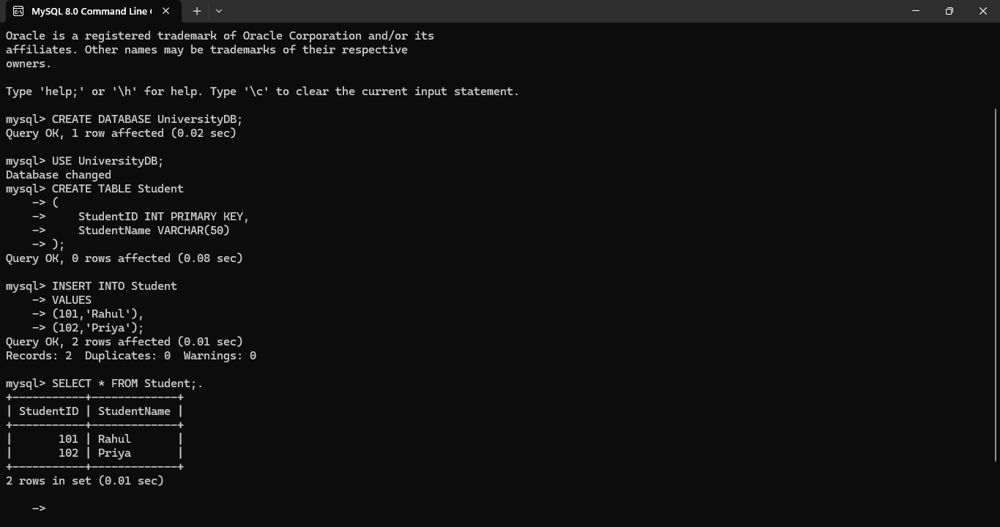 MySQL 8.0 Command Line
Oracle is a registered trademark of Oracle Corporation and/or its
affiliates. Other names may be trademarks of their respective
owners.
Type 'help;' or '\h' for help. Type '\c' to clear the current input statement.
mysql> CREATE DATABASE UniversityDB;
Query OK, 1 row affected (0.02 sec)
mysql> USE UniversityDB;
Database changed
mysql> CREATE TABLE Student
    -> (
    ->     StudentID INT PRIMARY KEY,
    ->     StudentName VARCHAR(50)
    -> );
Query OK, 0 rows affected (0.08 sec)
mysql> INSERT INTO Student
    -> VALUES
    -> (101,'Rahul'),
    -> (102,'Priya');
Query OK, 2 rows affected (0.01 sec)
Records: 2  Duplicates: 0  Warnings: 0
mysql> SELECT * FROM Student;.
+-----------+-------------+
| StudentID | StudentName |
+-----------+-------------+
|       101 | Rahul       |
|       102 | Priya       |
+-----------+-------------+
2 rows in set (0.01 sec)
    ->